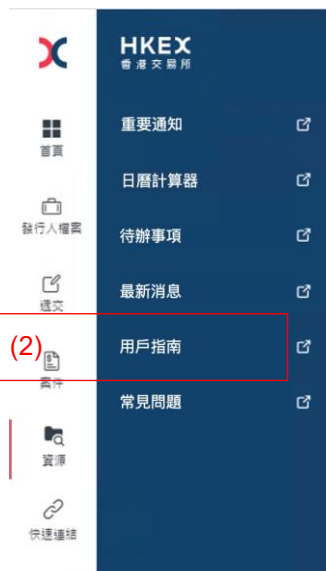 HKEX
香港交易所
首頁
發行人檔案
遞交
(2)
案件
資源
快速連結
重要通知
日曆計算器
待辦事項
最新消息
用戶指南
常見問題